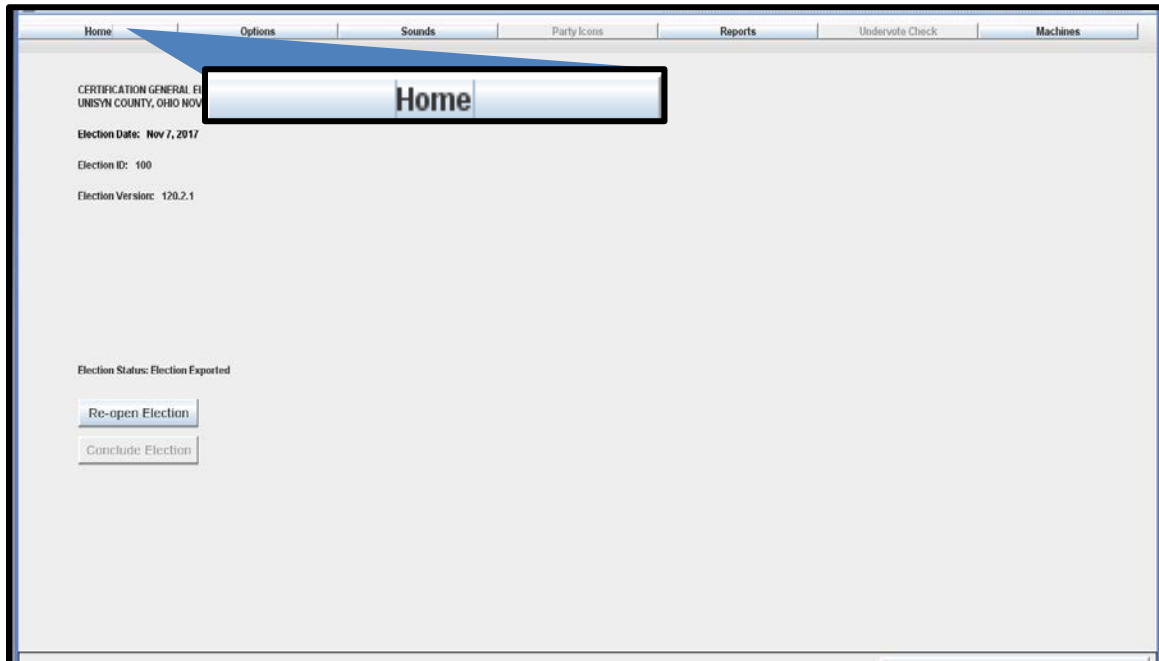 Home Options Sounds Party Icons Reports Undervote Check Machines
Home
CERTIFICATION GENERAL
UNISYN COUNTY, OHIO NOV
Election Date: Nov 7, 2017
Election ID: 100
Election Version: 120.2.1
Election Status: Election Exported
Re-open Election
Conclude Election